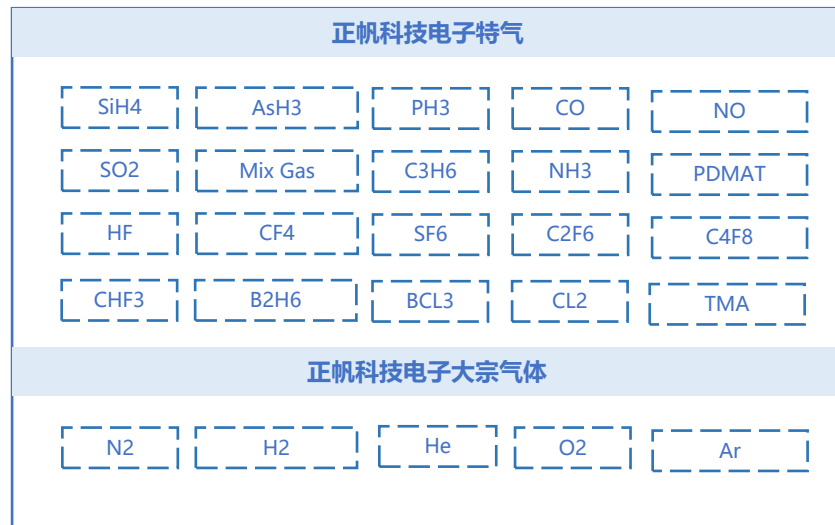 正帆科技电子特气
SiH4 AsH3 PH3 CO NO
SO2 Mix Gas C3H6 NH3 PDMAT
HF CF4 SF6 C2F6 C4F8
CHF3 B2H6 BCL3 CL2 TMA
正帆科技电子大宗气体
N2 H2 He O2 Ar